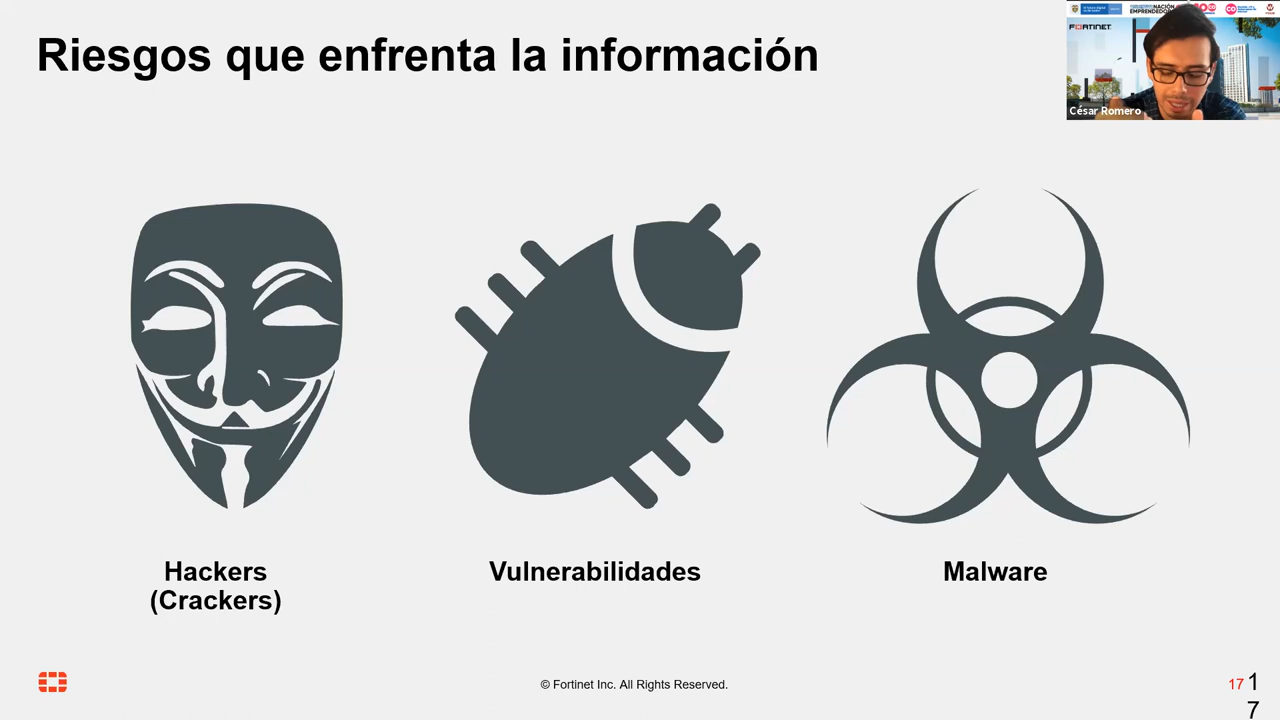 Riesgos que enfrenta la información
FORTINET
César Romero
Hackers
(Crackers)
Vulnerabilidades
Malware
© Fortinet Inc. All Rights Reserved.
17
1
7